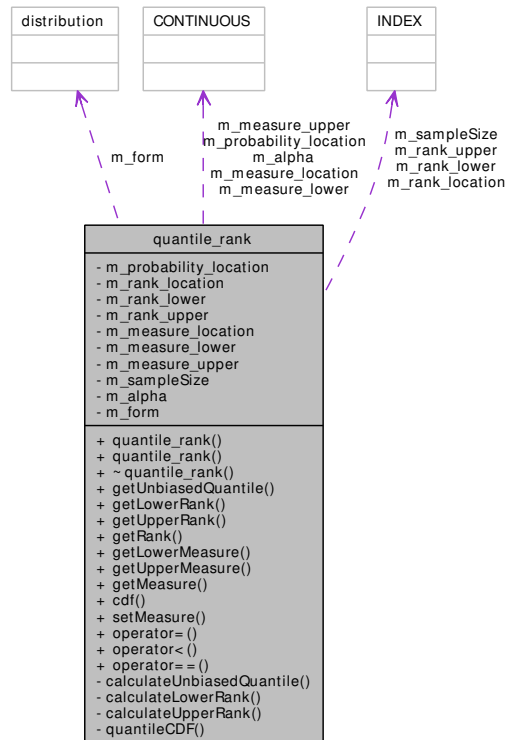 distribution
CONTINUOUS
INDEX
m_form
m_measure_upper
m_probability_location
m_alpha
m_measure_location
m_measure_lower
m_sampleSize
m_rank_upper
m_rank_lower
m_rank_location
quantile_rank
- m_probability_location
- m_rank_location
- m_rank_lower
- m_rank_upper
- m_measure_location
- m_measure_lower
- m_measure_upper
- m_sampleSize
- m_alpha
- m_form
+ quantile_rank()
+ quantile_rank()
+ ~quantile_rank()
+ getUnbiasedQuantile()
+ getLowerRank()
+ getUpperRank()
+ getRank()
+ getLowerMeasure()
+ getUpperMeasure()
+ getMeasure()
+ cdf()
+ setMeasure()
+ operator=()
+ operator<()
+ operator==()
- calculateUnbiasedQuantile()
- calculateLowerRank()
- calculateUpperRank()
- quantileCDF()